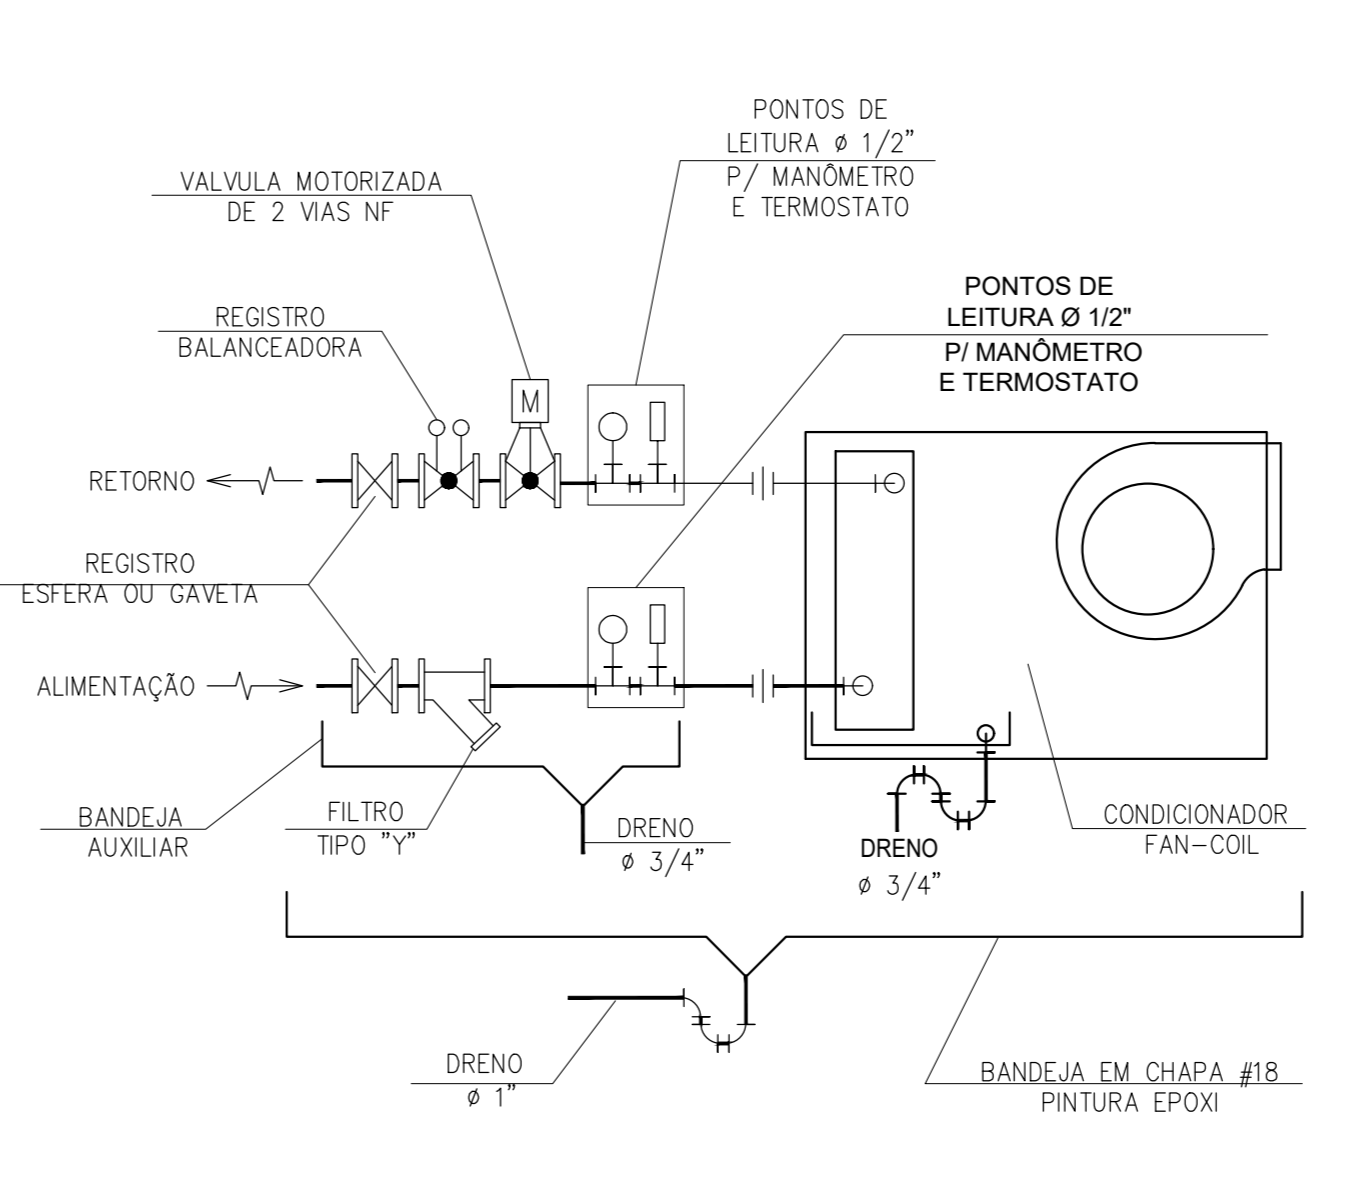 PONTOS DE
LEITURA ø 1/2"
P/ MANÔMETRO
E TERMOSTATO
VALVULA MOTORIZADA
DE 2 VIAS NF
PONTOS DE
LEITURA Ø 1/2"
P/ MANÔMETRO
E TERMOSTATO
REGISTRO
BALANCEADORA
M
RETORNO
REGISTRO
ESFERA OU GAVETA
ALIMENTAÇÃO
BANDEJA
AUXILIAR
FILTRO
TIPO "Y"
DRENO
ø 3/4"
DRENO
ø 3/4"
CONDICIONADOR
FAN-COIL
DRENO
ø 1"
BANDEJA EM CHAPA #18
PINTURA EPOXI